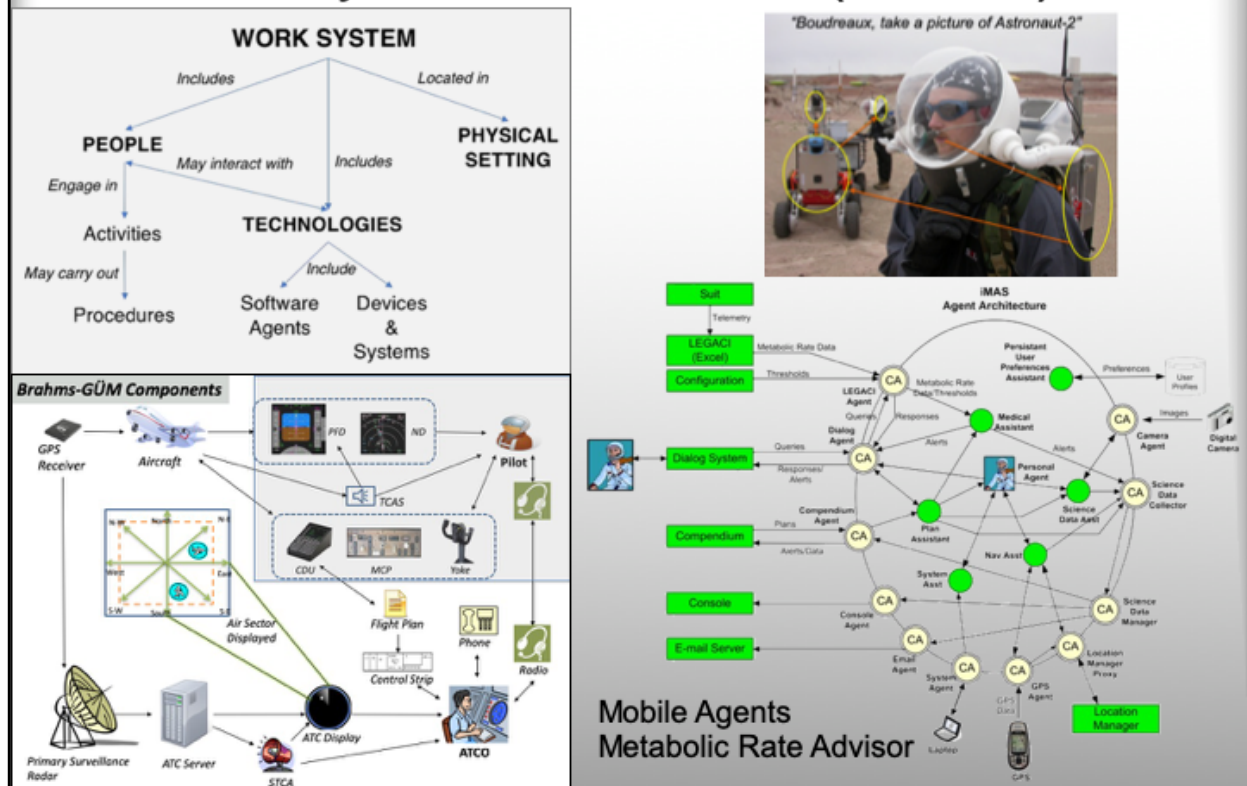 WORK SYSTEM
Includes
Located in
PEOPLE
PHYSICAL
SETTING
May interact with
Includes
Engage in
TECHNOLOGIES
Activities
May carry out
Include
Software
Agents
Devices
&
Systems
Procedures
Brahms-GÜM Components
GPS
Receiver
Aircraft
PFD
ND
Pilot
TCAS
CDU
MCP
Yoke
N-W
North
N-E
West
East
S-W
South
S-E
Air Sector
Displayed
Flight Plan
Phone
Radio
Control Strip
Primary Surveillance
Radar
ATC Server
STCA
ATC Display
ATCO
"Boudreaux, take a picture of Astronaut-2"
iMAS
Agent Architecture
Suit
Telemetry
LEGACI
(Excel)
Metabolic Rate Data
Configuration
Thresholds
CA
LEGACI
Agent
Metabolic Rate
Data/Thresholds
Persistant
User
Preferences
Assistant
Preferences
User
Profiles
Queries
Responses
Medical
Assistant
CA
Images
Camera
Agent
Digital
Camera
Dialog
Agent
Alerts
Alerts
Dialog System
Queries
Responses/
Alerts
CA
Personal
Agent
CA
Science
Data
Collector
Science
Data Asst
Compendium
Agent
Compendium
Plans
Alerts/Data
CA
Plan
Assistant
Nav Asst
System
Asst
Console
CA
Console
Agent
CA
Science
Data
Manager
E-mail Server
CA
Email
Agent
CA
System
Agent
CA
GPS
Agent
CA
Location
Manager
Proxy
GPS
Data
Location
Manager
Laptop
GPS
Mobile Agents
Metabolic Rate Advisor